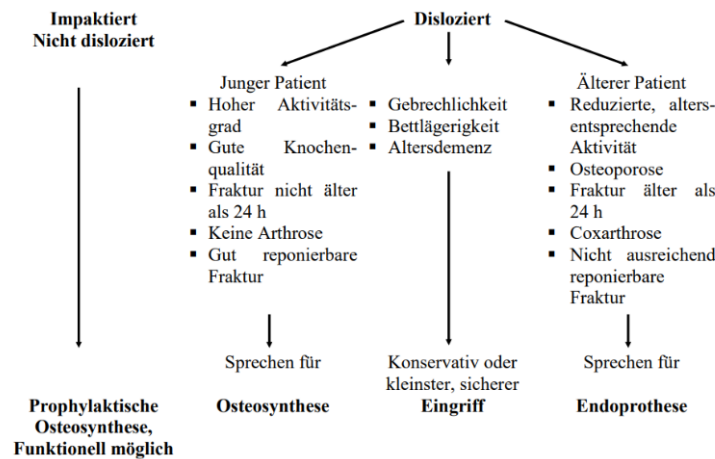 Impaktiert
Nicht disloziert
Disloziert
Junger Patient
▪ Hoher Aktivitäts-
grad
▪ Gute Knochen-
qualität
▪ Fraktur nicht älter
als 24 h
▪ Keine Arthrose
▪ Gut reponierbare
Fraktur
▪ Gebrechlichkeit
▪ Bettlägerigkeit
▪ Altersdemenz
Älterer Patient
▪ Reduzierte, alters-
entsprechende
Aktivität
▪ Osteoporose
▪ Fraktur älter als
24 h
▪ Coxarthrose
▪ Nicht ausreichend
reponierbare
Fraktur
Prophylaktische
Osteosynthese,
Funktionell möglich
Sprechen für
Osteosynthese
Konservativ oder
kleinster, sicherer
Eingriff
Sprechen für
Endoprothese